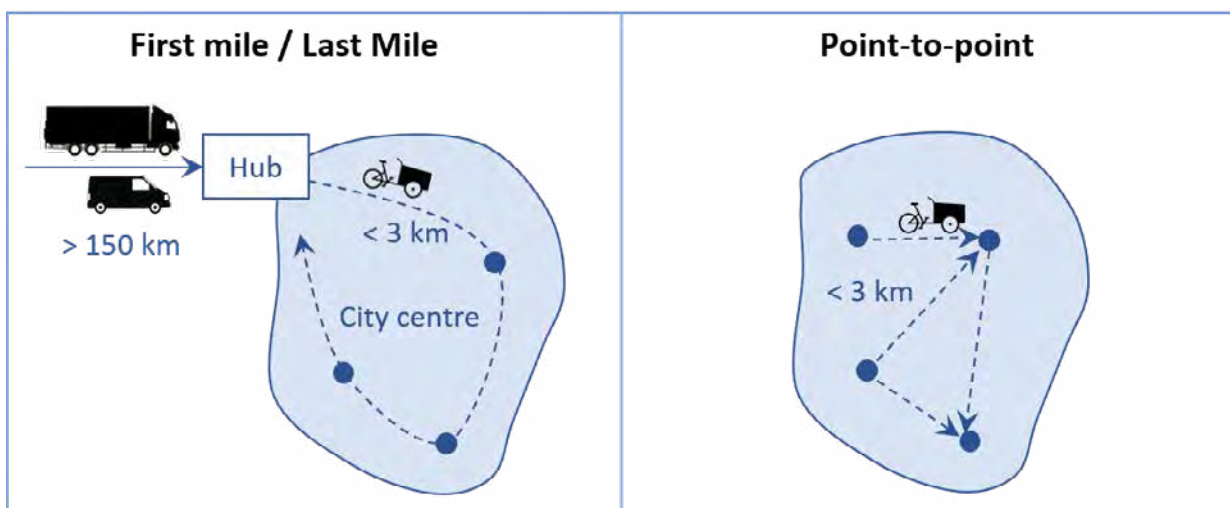 First mile / Last Mile
Hub
> 150 km
< 3 km
City centre
Point-to-point
< 3 km